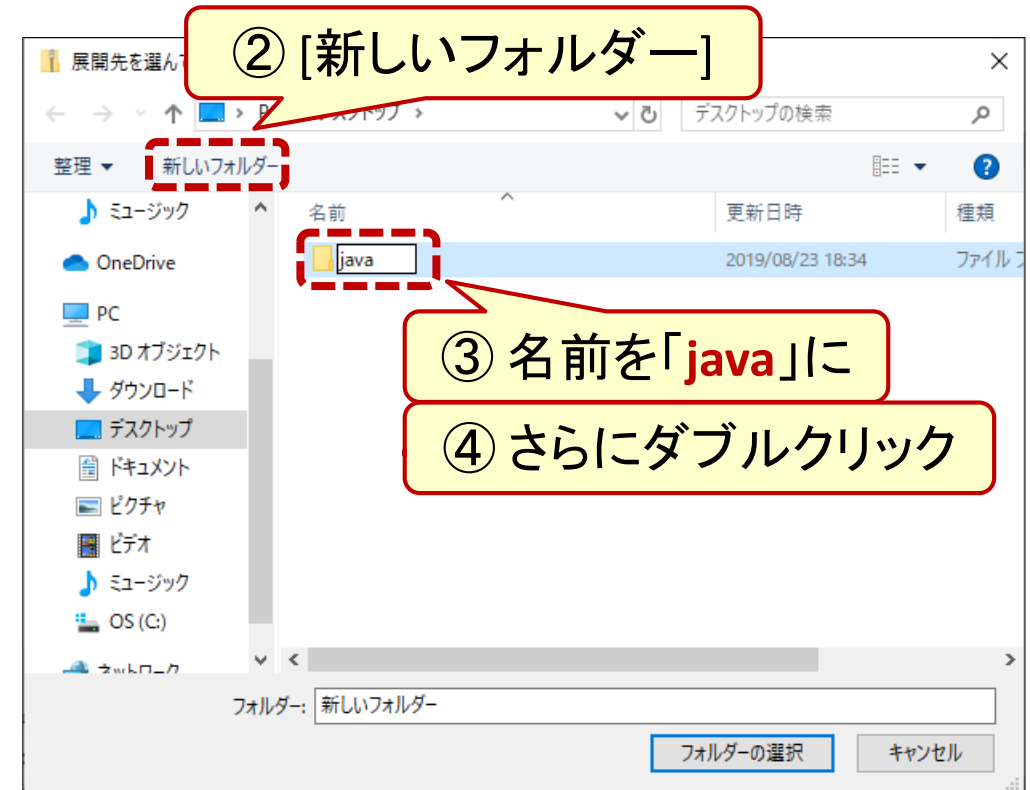 ② [新しいフォルダー]
展開先を選ん
デスクトップ
デスクトップの検索
整理
新しいフォルダー
ミュージック
OneDrive
PC
3D オブジェクト
ダウンロード
デスクトップ
ドキュメント
ピクチャ
ビデオ
ミュージック
OS (C:)
ネットワーク
名前
更新日時
種類
java
2019/08/23 18:34
ファイル
③ 名前を「java」に
④ さらにダブルクリック
フォルダー:
新しいフォルダー
フォルダーの選択
キャンセル